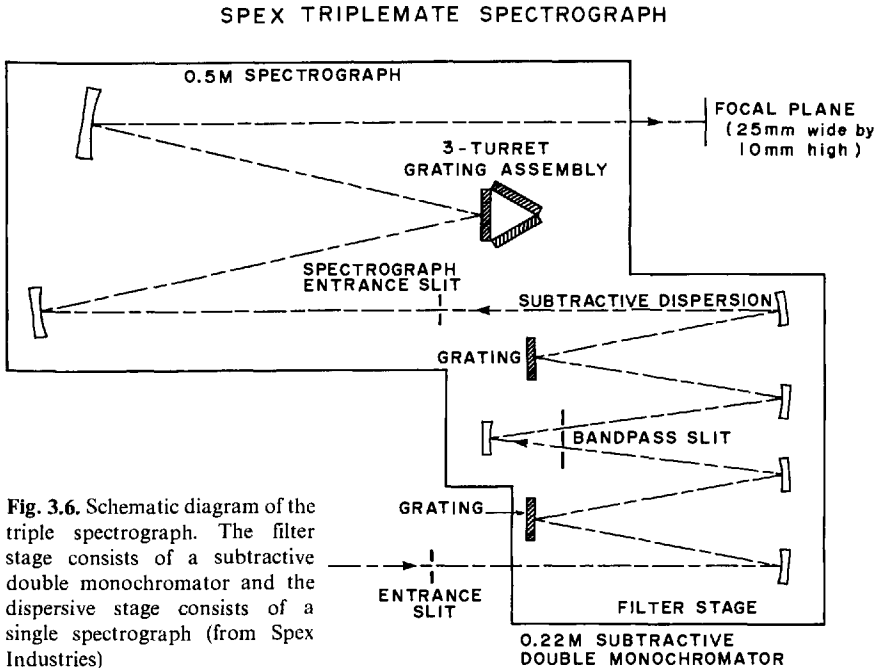 SPEX TRIPLEMATE SPECTROGRAPH
0.5M SPECTROGRAPH
FOCAL PLANE
(25mm wide by
10mm high)
3-TURRET
GRATING ASSEMBLY
SPECTROGRAPH
ENTRANCE SLIT
SUBTRACTIVE DISPERSION
GRATING
BANDPASS SLIT
GRATING
ENTRANCE
SLIT
FILTER STAGE
0.22M SUBTRACTIVE
DOUBLE MONOCHROMATOR
Fig. 3.6. Schematic diagram of the
triple spectrograph. The filter
stage consists of a subtractive
double monochromator and the
dispersive stage consists of a
single spectrograph (from Spex
Industries)